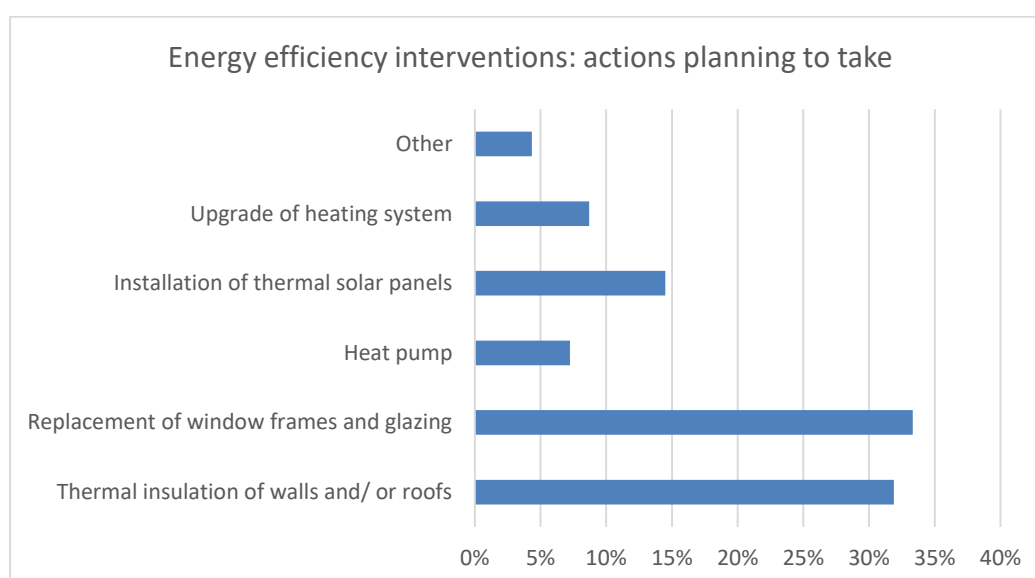 Energy efficiency interventions: actions planning to take
Other
Upgrade of heating system
Installation of thermal solar panels
Heat pump
Replacement of window frames and glazing
Thermal insulation of walls and/ or roofs
0% 5% 10% 15% 20% 25% 30% 35% 40%